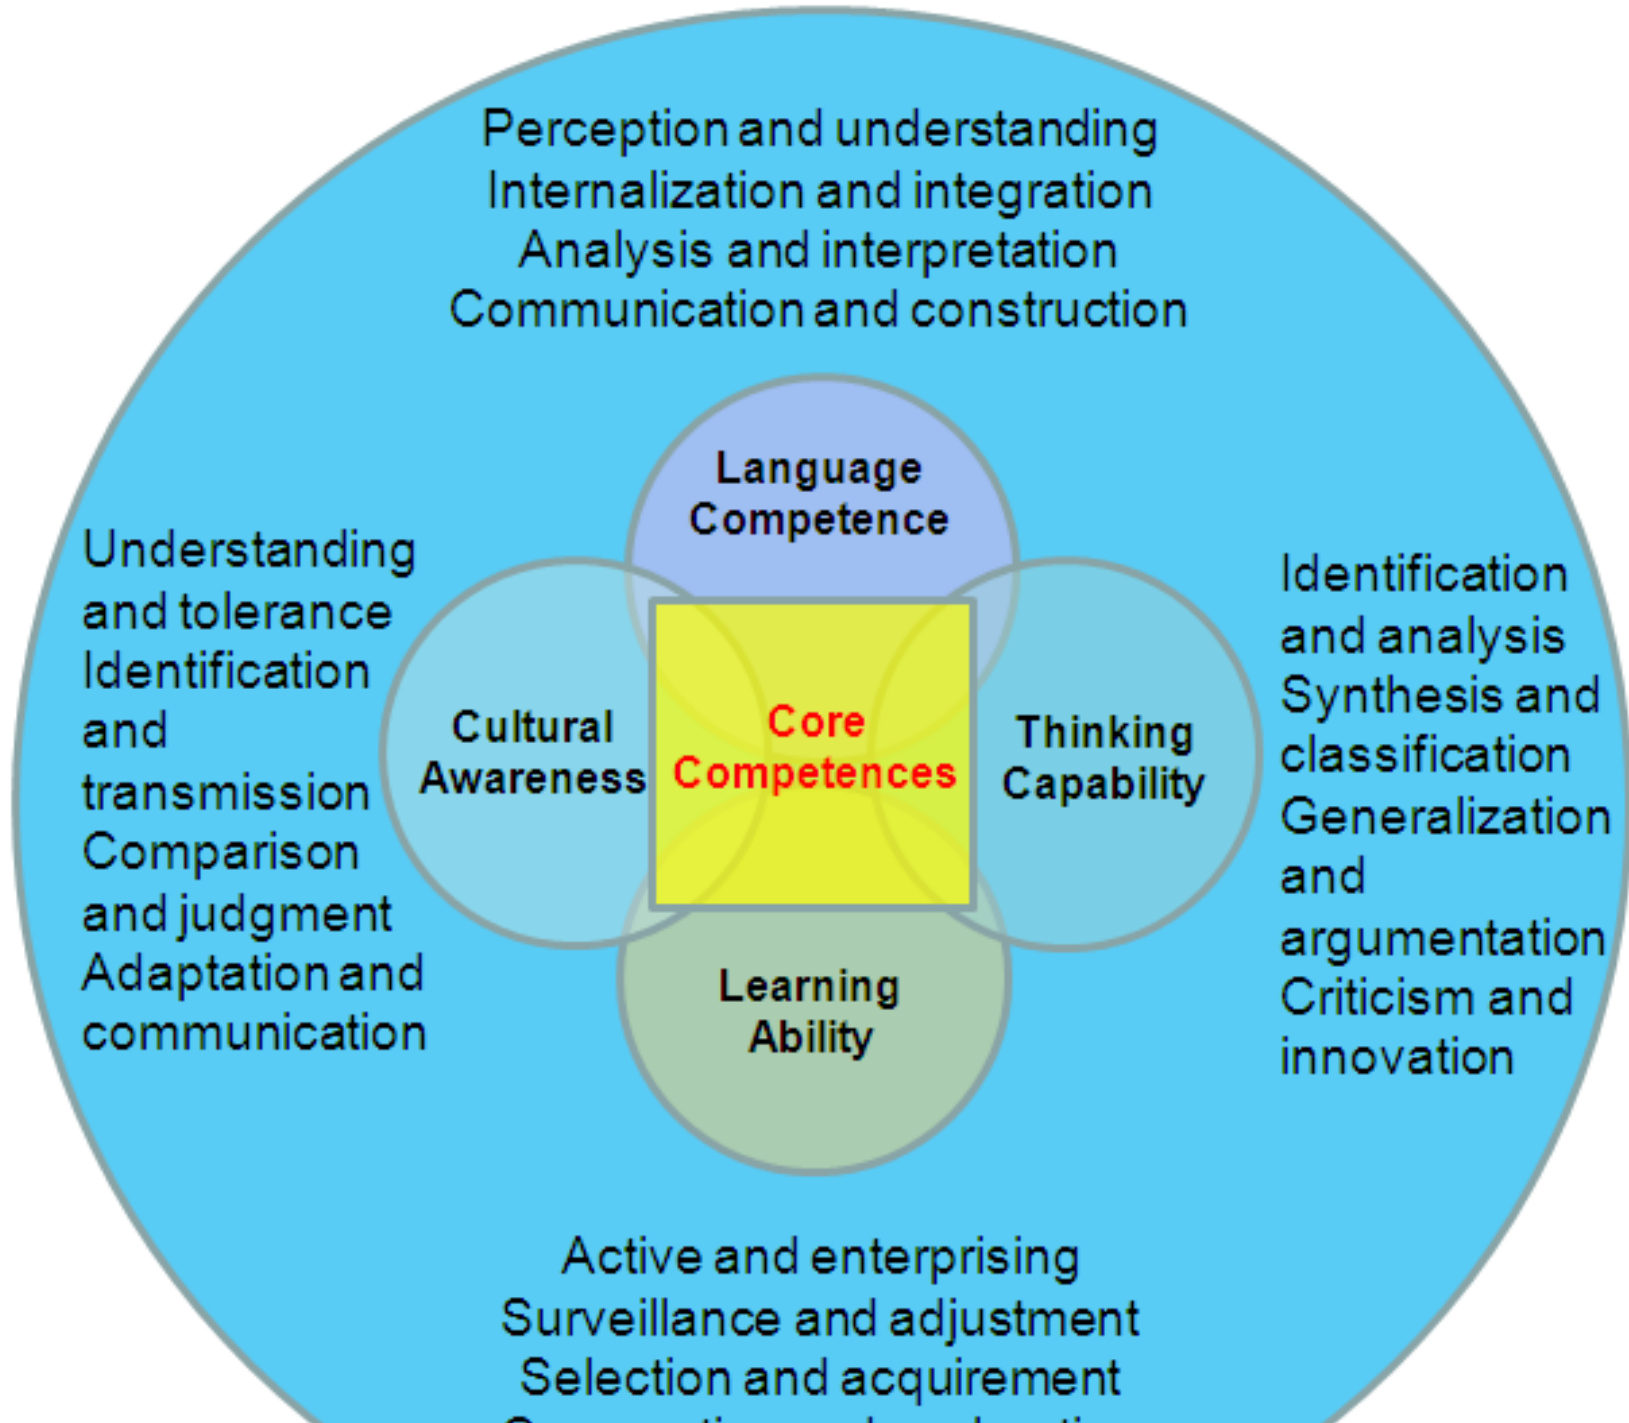 Perception and understanding
Internalization and integration
Analysis and interpretation
Communication and construction
Language
Competence
Understanding
and tolerance
Identification
and
transmission
Comparison
and judgment
Adaptation and
communication
Cultural
Awareness
Core
Competences
Thinking
Capability
Identification
and analysis
Synthesis and
classification
Generalization
and
argumentation
Criticism and
innovation
Learning
Ability
Active and enterprising
Surveillance and adjustment
Selection and acquirement